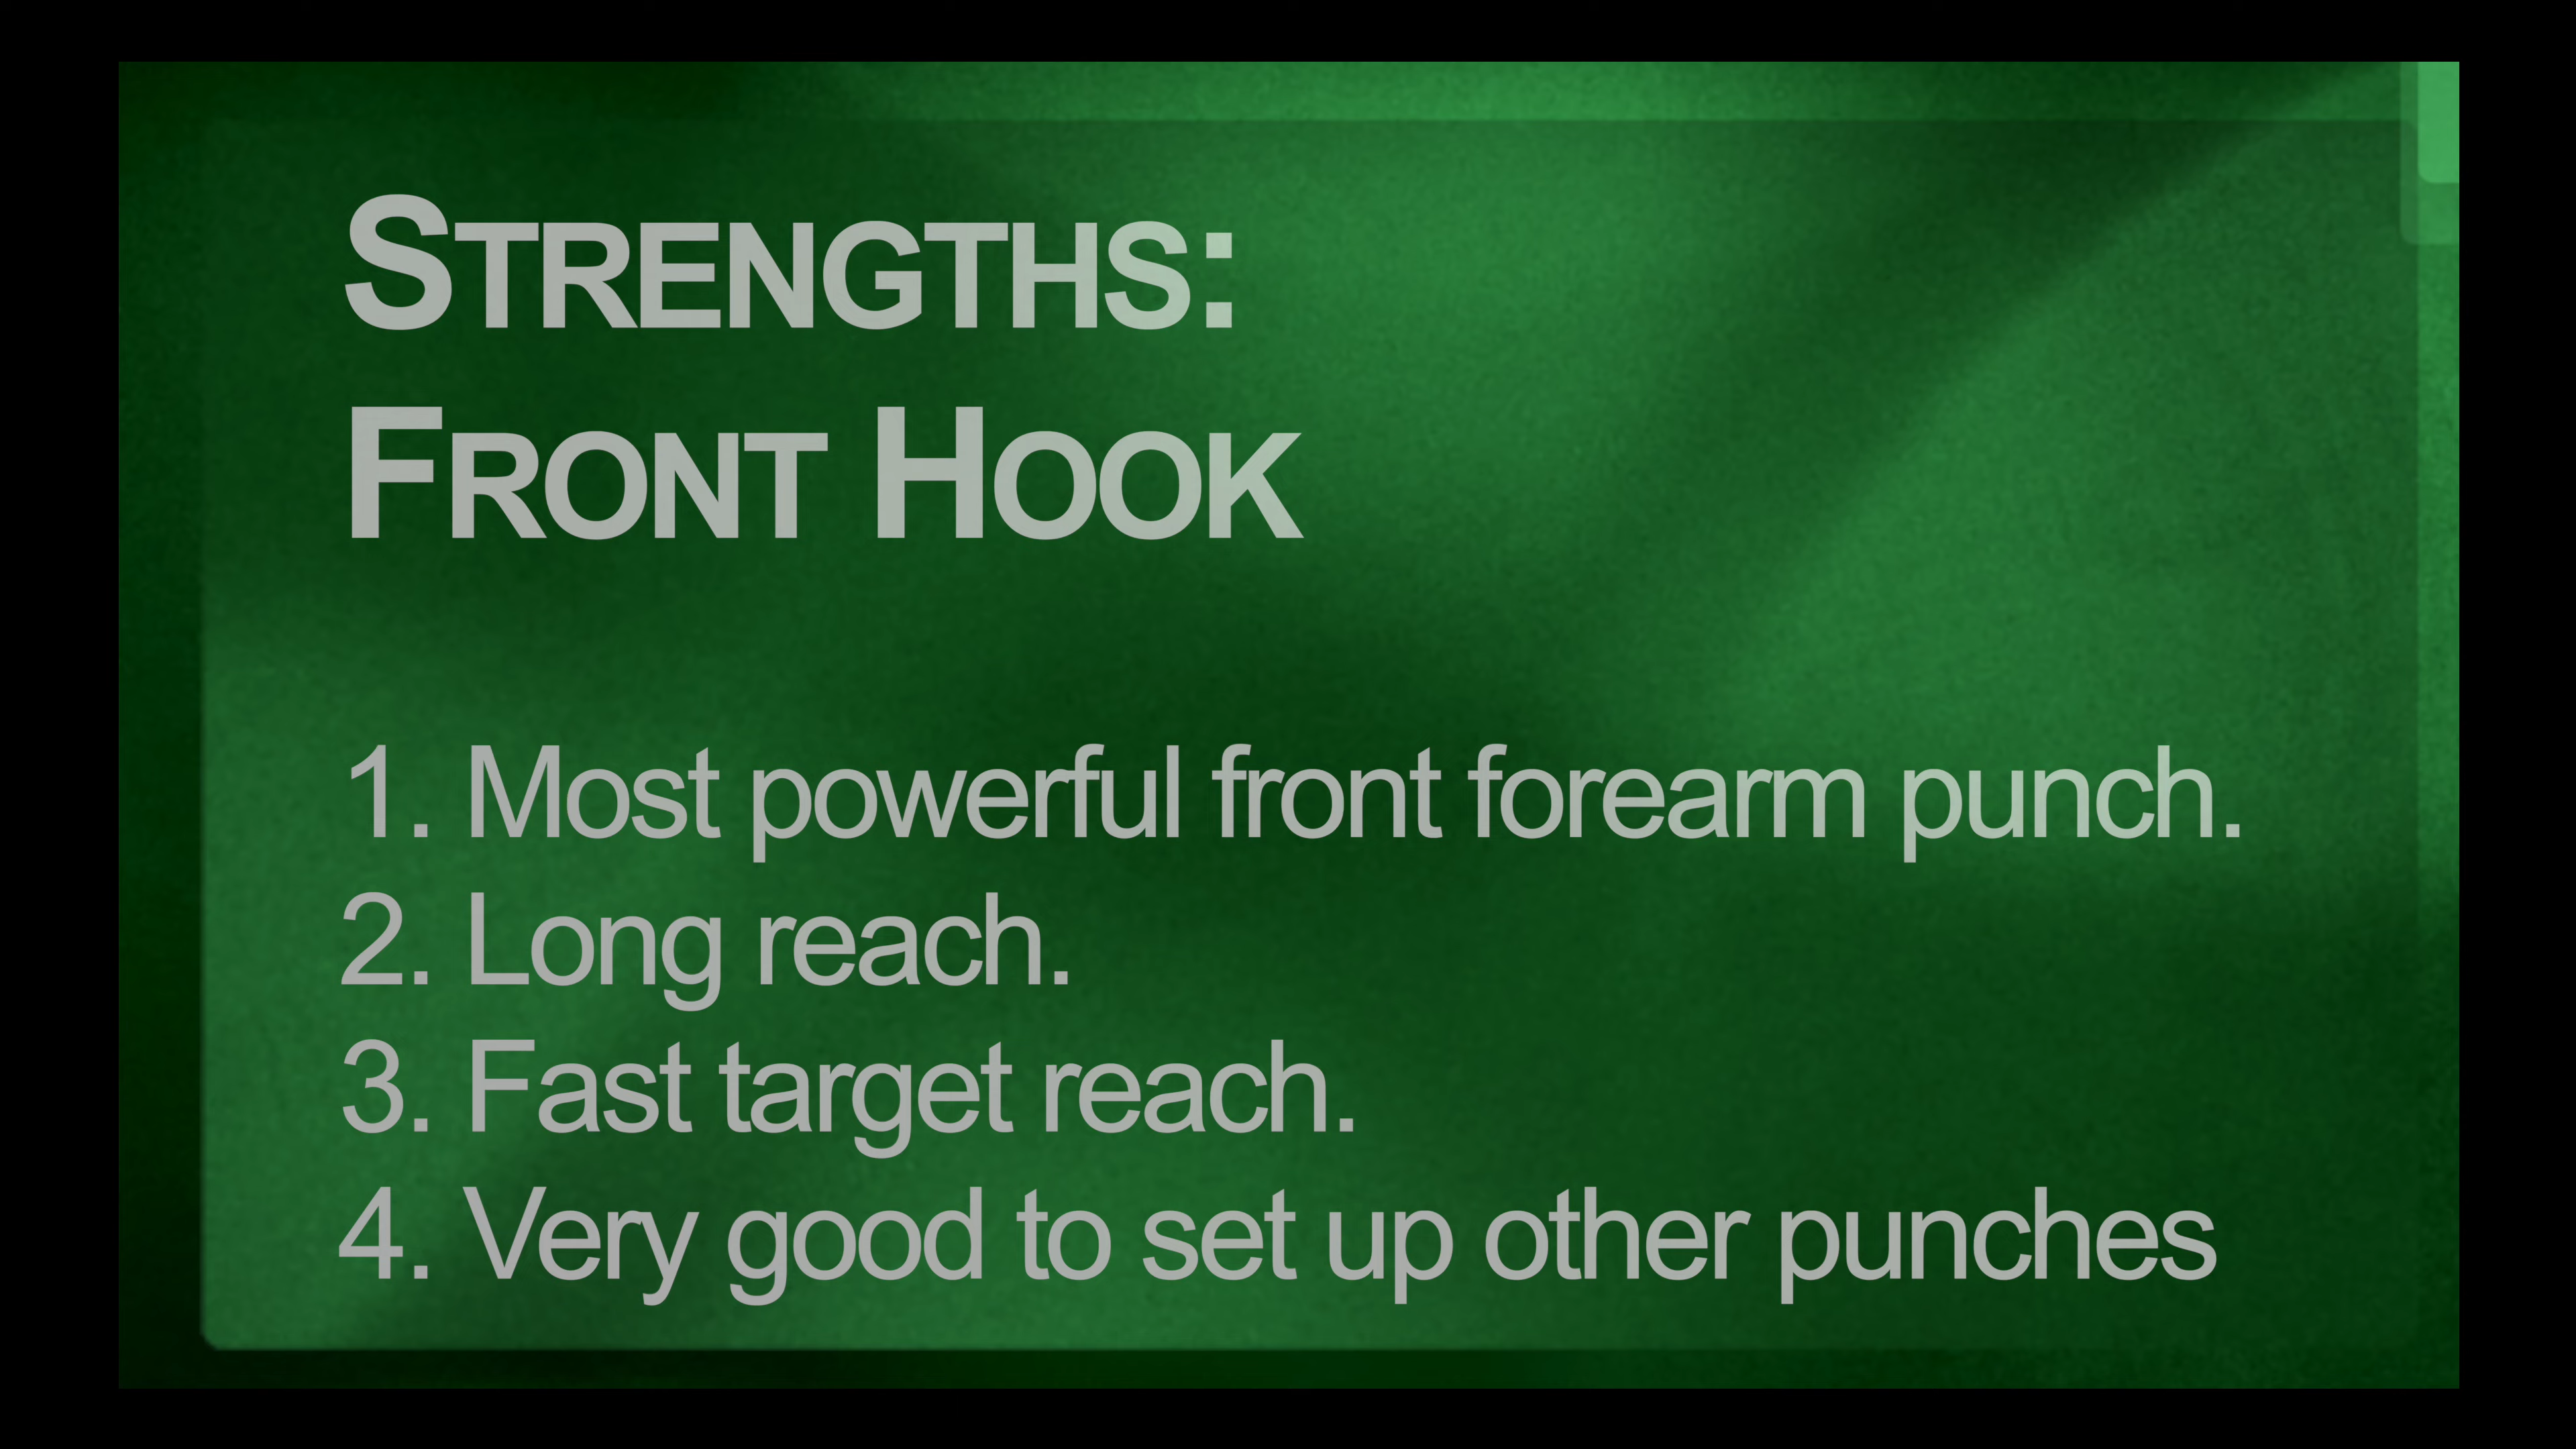 STRENGTHS:
FRONT HOOK
1. Most powerful front forearm punch.
2. Long reach.
3. Fast target reach.
4. Very good to set up other punches